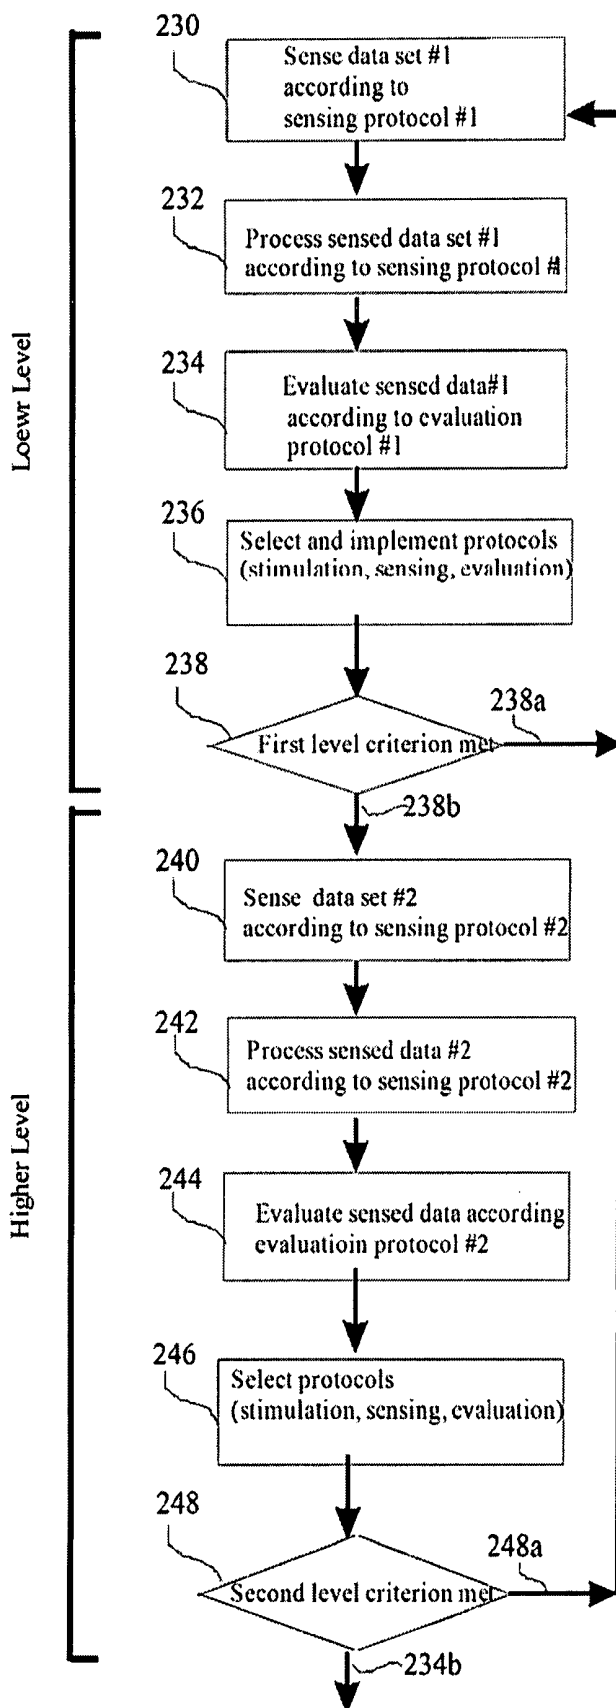 230
Sense data set #1
according to
sensing protocol #1
232
Process sensed data set #1
according to sensing protocol #1
234
Evaluate sensed data#1
according to evaluation
protocol #1
236
Select and implement protocols
(stimulation, sensing, evaluation)
238
First level criterion met
238a
238b
Loewr Level
240
Sense data set #2
according to sensing protocol #2
242
Process sensed data #2
according to sensing protocol #2
244
Evaluate sensed data according
evaluatioin protocol #2
246
Select protocols
(stimulation, sensing, evaluation)
248
Second level criterion met
248a
234b
Higher Level